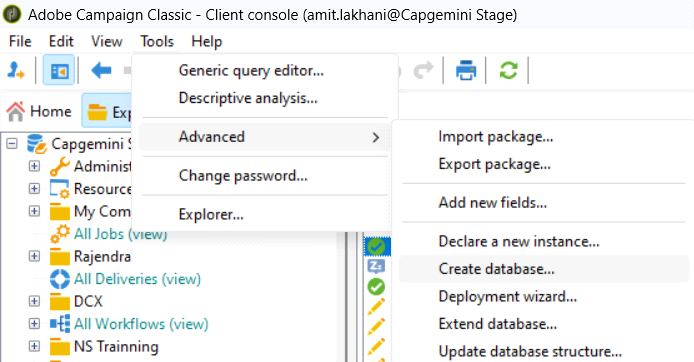 Adobe Campaign Classic - Client console (amit.lakhani@Capgemini Stage)
File Edit View Tools Help
Home
Exp
Generic query editor...
Descriptive analysis...
Advanced
Change password...
Explorer...
Import package...
Export package...
Add new fields...
Declare a new instance...
Create database...
Deployment wizard...
Extend database...
Update database structure...
Capgemini S
Administ
Resource
My Com
All Jobs (view)
Rajendra
All Deliveries (view)
DCX
All Workflows (view)
NS Trainning